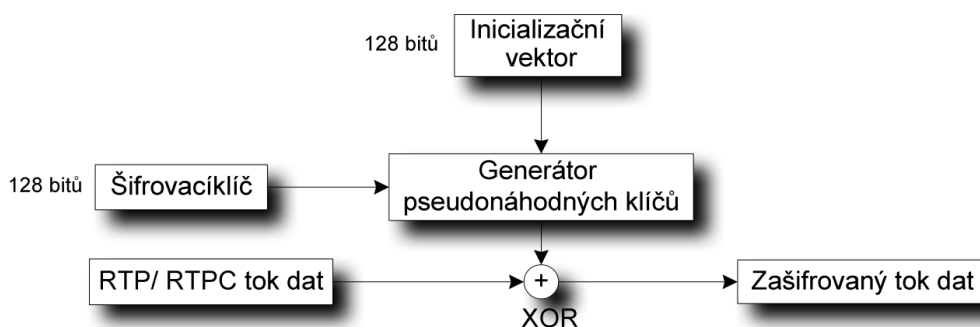 128 bitů
Inicializační
vektor
128 bitů
Šifrovacíklíč
Generátor
pseudonáhodných klíčů
RTP/ RTPC tok dat
+
XOR
Zašifrovaný tok dat